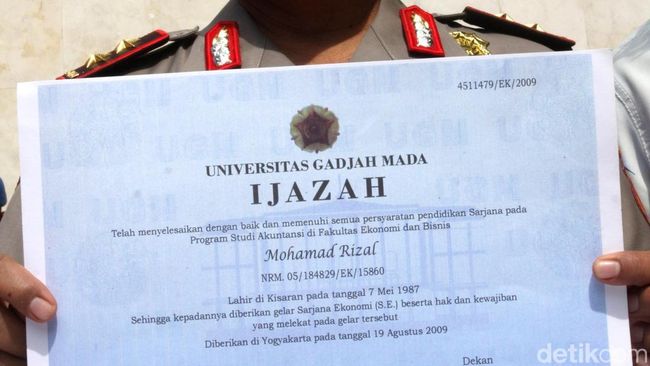 4511479/EK/2009
UNIVERSITAS GADJAH MADA
IJAZAH
Telah menyelesaikan dengan baik dan memenuhi semua persyaratan pendidikan Sarjana pada
Program Studi Akuntansi di Fakultas Ekonomi dan Bisnis
Mohamad Rizal
NRM. 05/184829/EK/15860
Lahir di Kisaran pada tanggal 7 Mei 1987
Sehingga kepadannya diberikan gelar Sarjana Ekonomi (S.E.) beserta hak dan kewajiban
yang melekat pada gelar tersebut
Diberikan di Yogyakarta pada tanggal 19 Agustus 2009
Dekan
detikcom